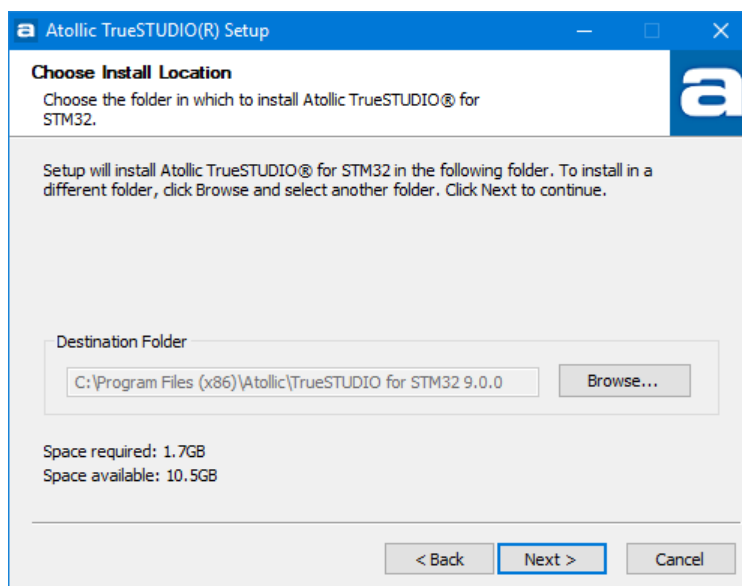 a Atollic TrueSTUDIO(R) Setup
Choose Install Location
Choose the folder in which to install Atollic TrueSTUDIO® for
STM32.
a
Setup will install Atollic TrueSTUDIO® for STM32 in the following folder. To install in a
different folder, click Browse and select another folder. Click Next to continue.
Destination Folder
C:\Program Files (x86)\Atollic\TrueSTUDIO for STM32 9.0.0
Browse...
Space required: 1.7GB
Space available: 10.5GB
< Back
Next >
Cancel